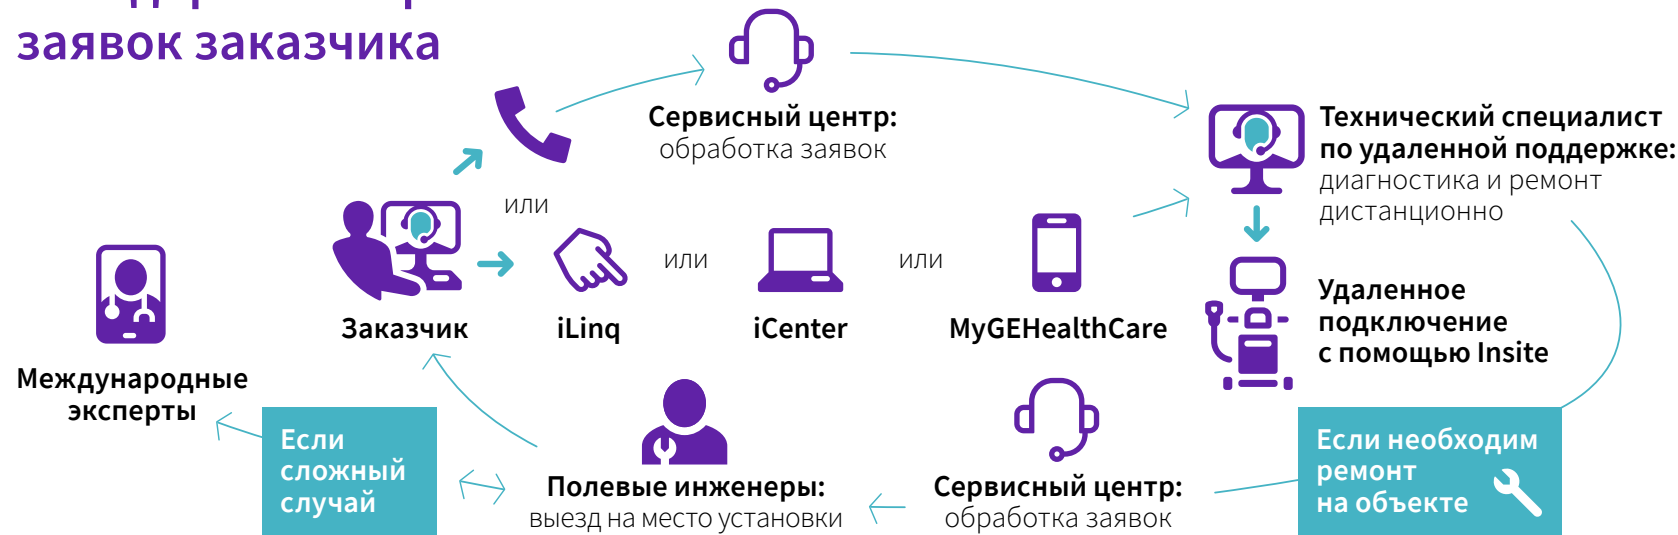 заявок заказчика
Сервисный центр:
обработка заявок
Технический специалист
по удаленной поддержке:
диагностика и ремонт
дистанционно
или
или
или
Заказчик
iLinq
iCenter
MyGEHealthCare
Удаленное
подключение
с помощью Insite
Международные
эксперты
Если
сложный
случай
Полевые инженеры:
выезд на место установки
Сервисный центр:
обработка заявок
Если необходим
ремонт
на объекте